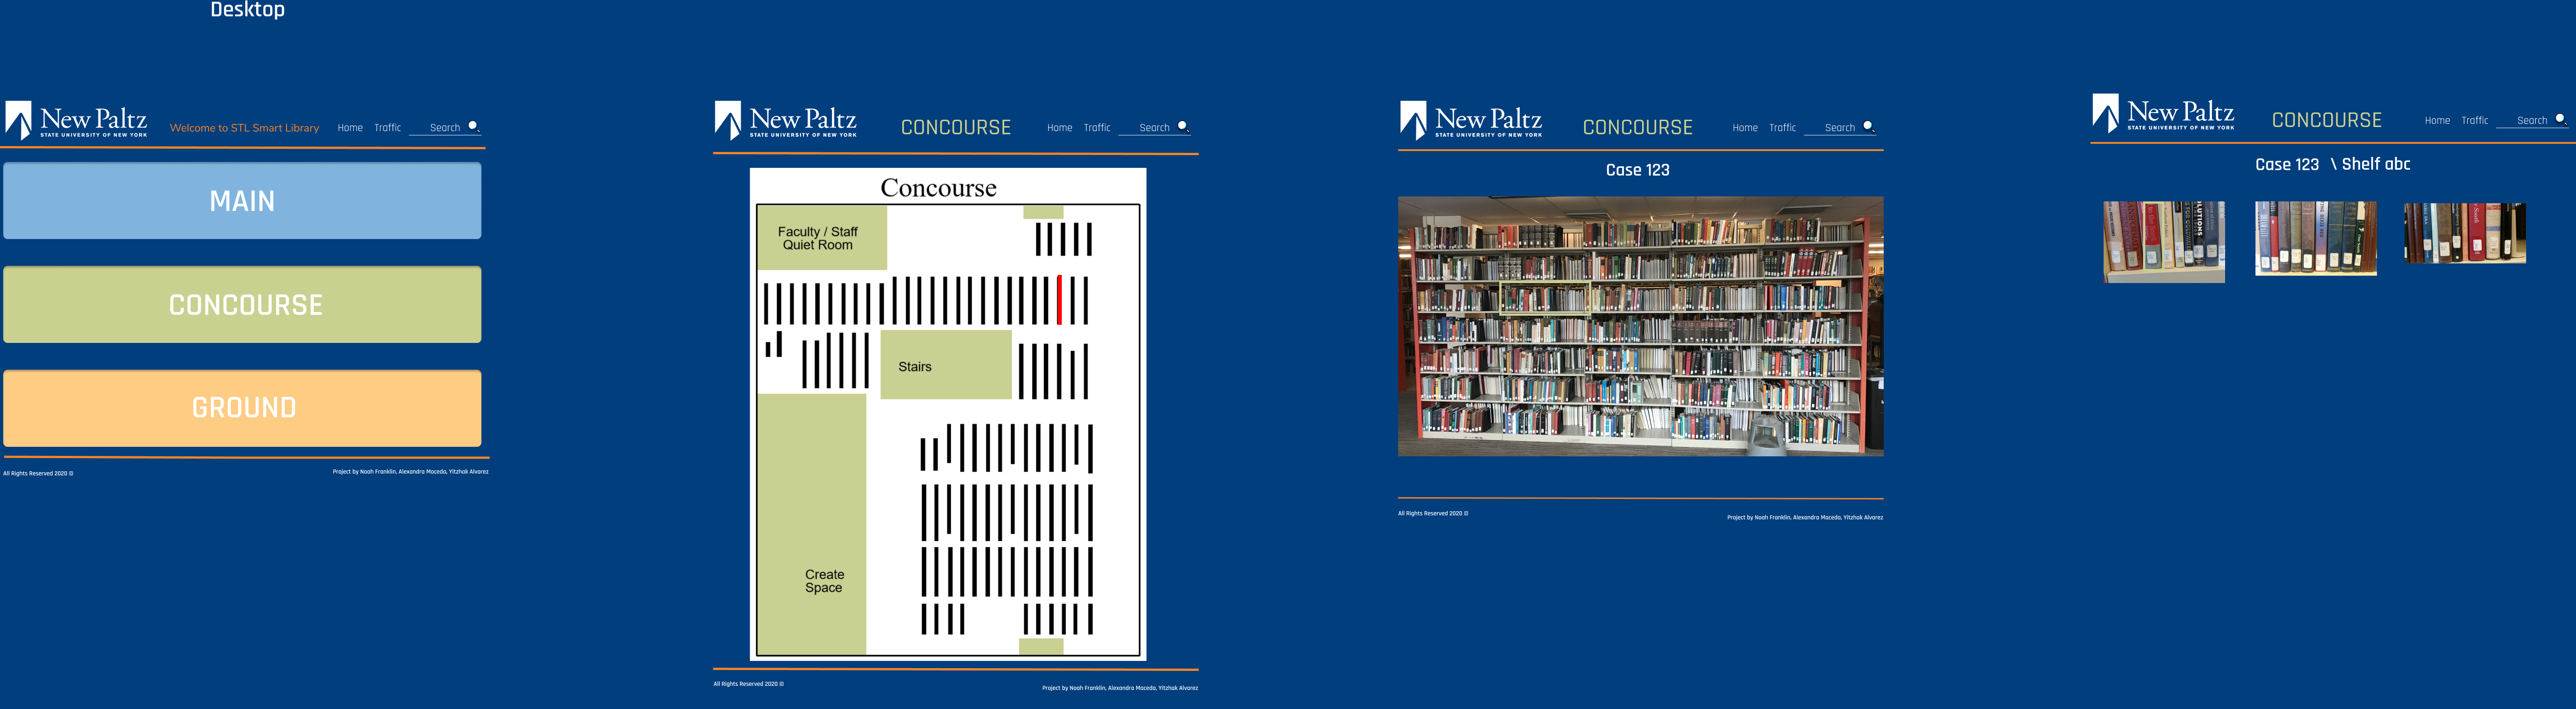 Desktop
New Paltz
STATE UNIVERSITY OF NEW YORK
Welcome to STL Smart Library
Home
Traffic
Search
MAIN
CONCOURSE
GROUND
All Rights Reserved 2020 ©
Project by Noah Franklin, Alexandra Maceda, Yitzhak Alvarez
New Paltz
STATE UNIVERSITY OF NEW YORK
CONCOURSE
Home
Traffic
Search
Concourse
Faculty / Staff
Quiet Room
Stairs
Create
Space
All Rights Reserved 2020 ©
Project by Noah Franklin, Alexandra Maceda, Yitzhak Alvarez
New Paltz
STATE UNIVERSITY OF NEW YORK
CONCOURSE
Home
Traffic
Search
Case 123
All Rights Reserved 2020 ©
Project by Noah Franklin, Alexandra Maceda, Yitzhak Alvarez
New Paltz
STATE UNIVERSITY OF NEW YORK
CONCOURSE
Home
Traffic
Search
Case 123 \ Shelf abc